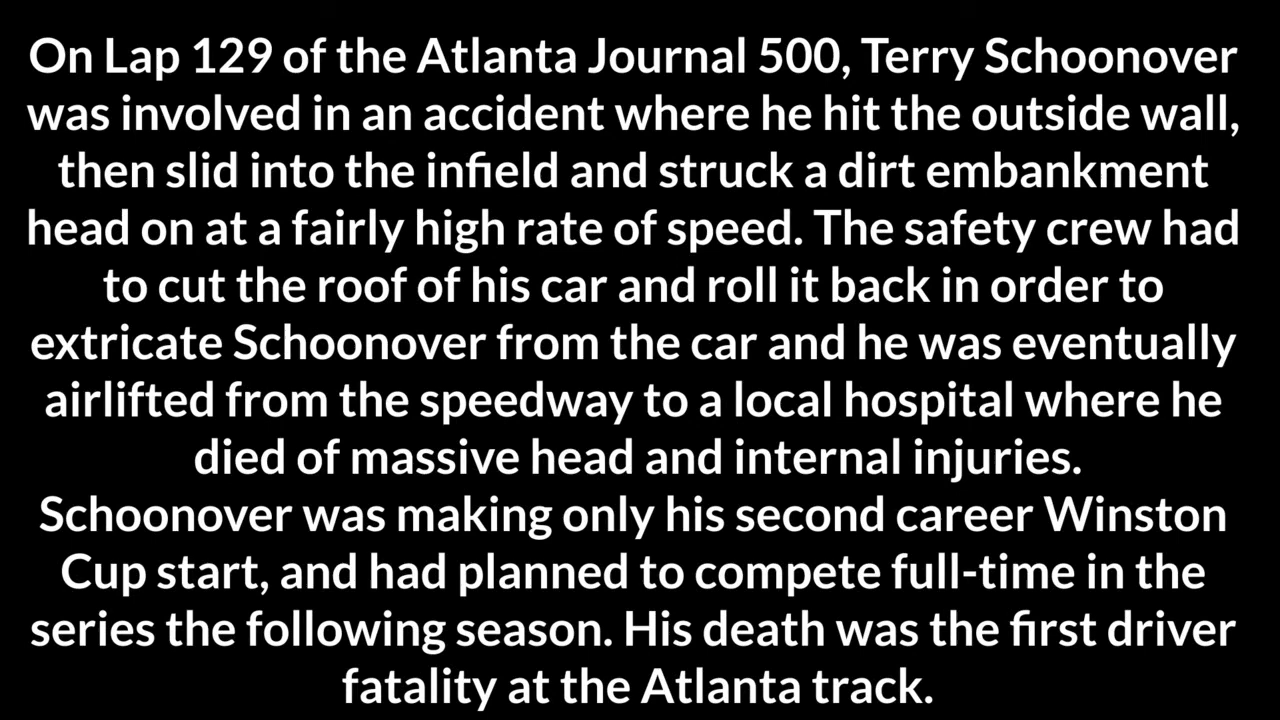 On Lap 129 of the Atlanta Journal 500, Terry Schoonover
was involved in an accident where he hit the outside wall,
then slid into the infield and struck a dirt embankment
head on at a fairly high rate of speed. The safety crew had
to cut the roof of his car and roll it back in order to
extricate Schoonover from the car and he was eventually
airlifted from the speedway to a local hospital where he
died of massive head and internal injuries.
Schoonover was making only his second career Winston
Cup start, and had planned to compete full-time in the
series the following season. His death was the first driver
fatality at the Atlanta track.